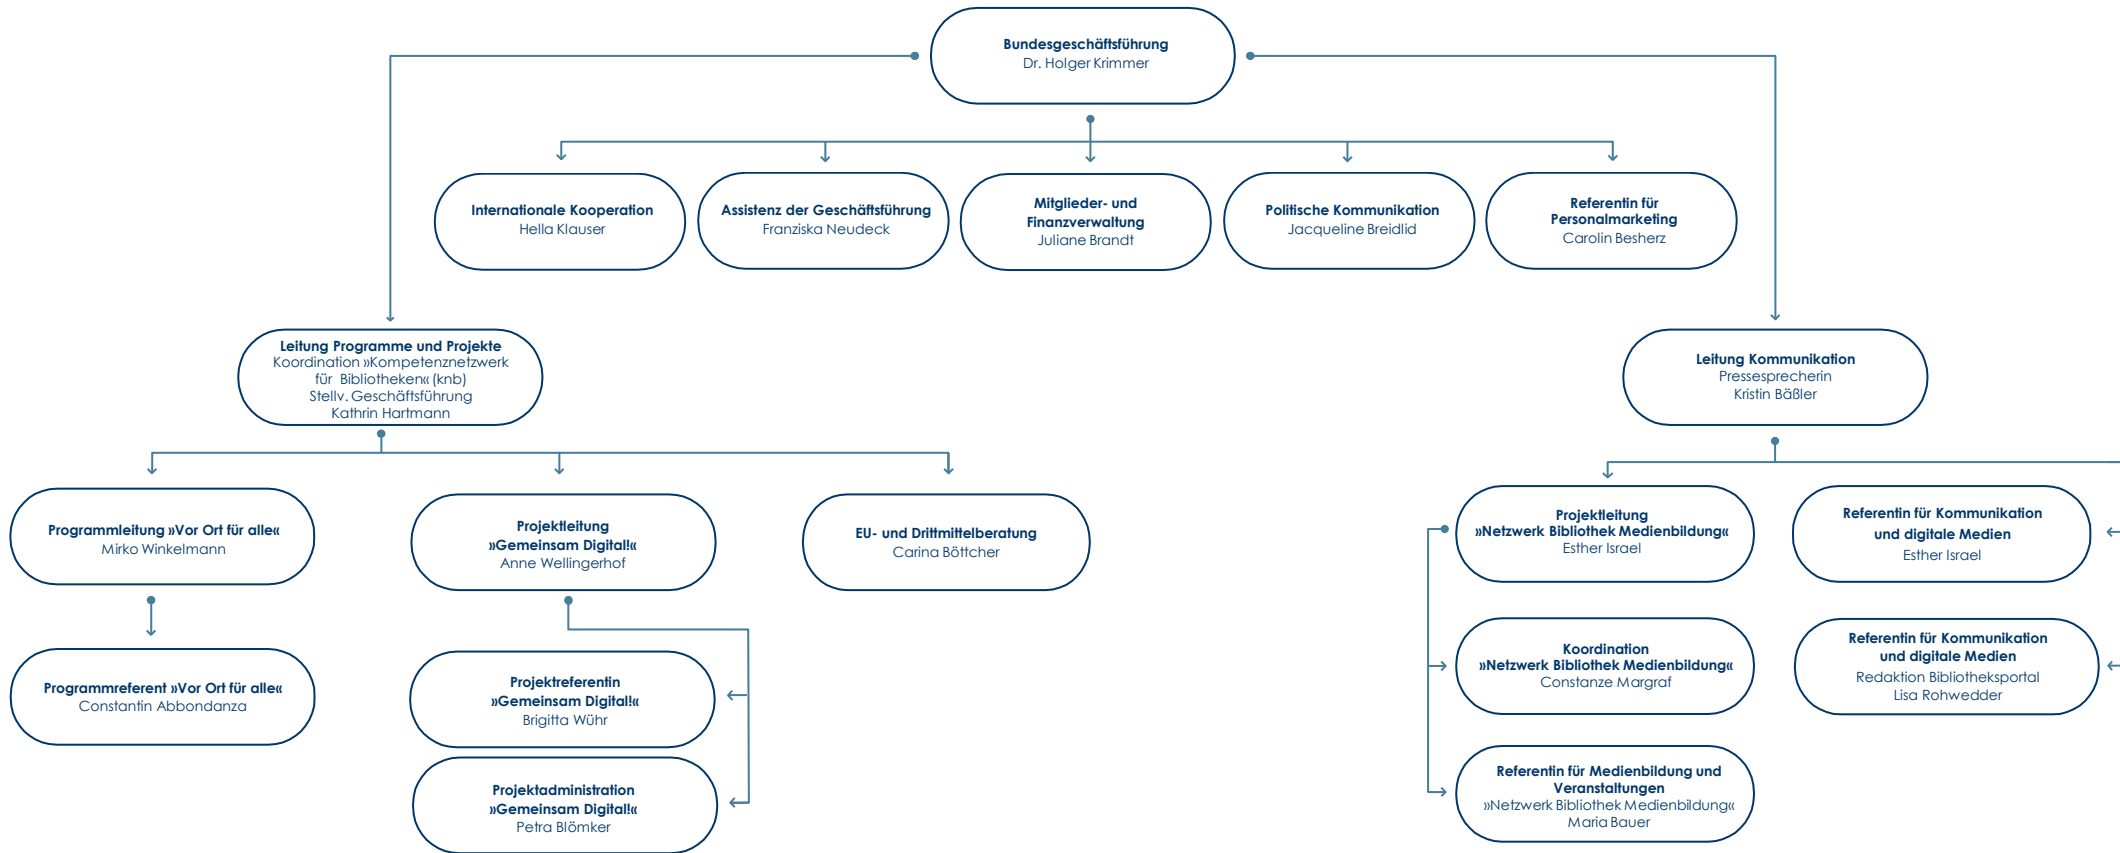 Bundesgeschäftsführung
Dr. Holger Krimmer
Internationale Kooperation
Hella Klauser
Assistenz der Geschäftsführung
Franziska Neudeck
Mitglieder- und
Finanzverwaltung
Juliane Brandt
Politische Kommunikation
Jacqueline Breidlid
Referentin für
Personalmarketing
Carolin Besherz
Leitung Programme und Projekte
Koordination »Kompetenznetzwerk
für Bibliotheken« (knb)
Stellv. Geschäftsführung
Kathrin Hartmann
Leitung Kommunikation
Pressesprecherin
Kristin Bäßler
Programmleitung »Vor Ort für alle«
Mirko Winkelmann
Projektleitung
»Gemeinsam Digital!«
Anne Wellingerhof
EU- und Drittmittelberatung
Carina Böttcher
Projektleitung
»Netzwerk Bibliothek Medienbildung«
Esther Israel
Referentin für Kommunikation
und digitale Medien
Esther Israel
Programmreferent »Vor Ort für alle«
Constantin Abbondanza
Projektreferentin
»Gemeinsam Digital!«
Brigitta Wühr
Koordination
»Netzwerk Bibliothek Medienbildung«
Constanze Margraf
Referentin für Kommunikation
und digitale Medien
Redaktion Bibliotheksportal
Lisa Rohwedder
Projektadministration
»Gemeinsam Digital!«
Petra Blömker
Referentin für Medienbildung und
Veranstaltungen
»Netzwerk Bibliothek Medienbildung«
Maria Bauer